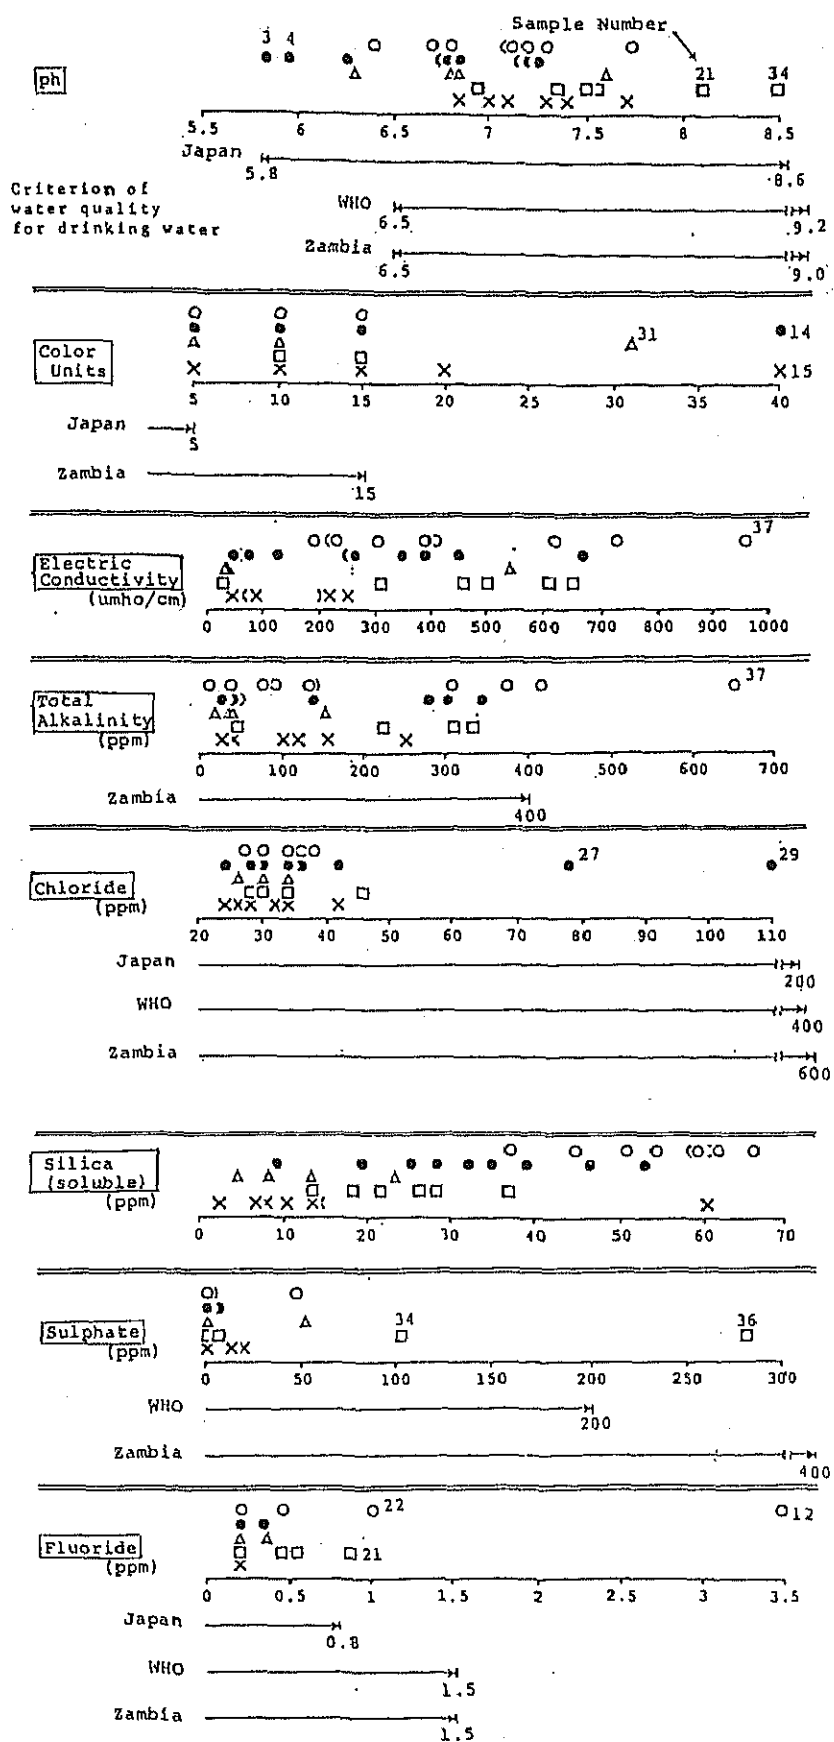 Sample Number
3 4
21 34
ph
5.5 6 6.5 7 7.5 8 8.5
Japan
5.8 8.6
Criterion of
water quality
for drinking water
WHO
6.5 9.2
Zambia
6.5 9.0
31 14
Color
Units
15
5 10 15 20 25 30 35 40
Japan
5
Zambia
15
37
Electric
Conductivity
(umho/cm)
0 100 200 300 400 500 600 700 800 900 1000
37
Total
Alkalinity
(ppm)
0 100 200 300 400 500 600 700
Zambia
400
27 29
Chloride
(ppm)
20 30 40 50 60 70 80 90 100 110
Japan
200
WHO
400
Zambia
600
Silica
(soluble)
(ppm)
0 10 20 30 40 50 60 70
34 36
Sulphate
(ppm)
0 50 100 150 200 250 300
WHO
200
Zambia
400
22 12
Fluoride
21
(ppm)
0 0.5 1 1.5 2 2.5 3 3.5
Japan
0.8
WHO
1.5
Zambia
1.5